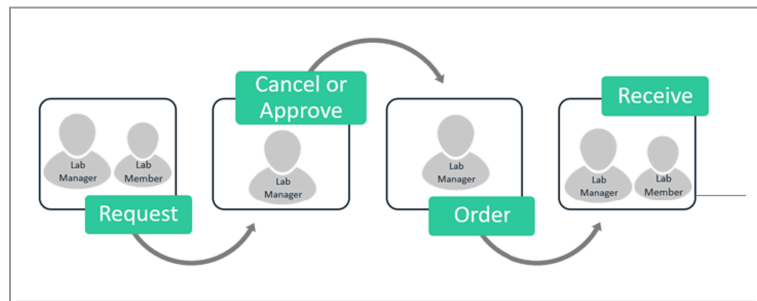 Lab
Manager
Lab
Member
Request
Cancel or
Approve
Lab
Manager
Lab
Manager
Order
Receive
Lab
Manager
Lab
Member